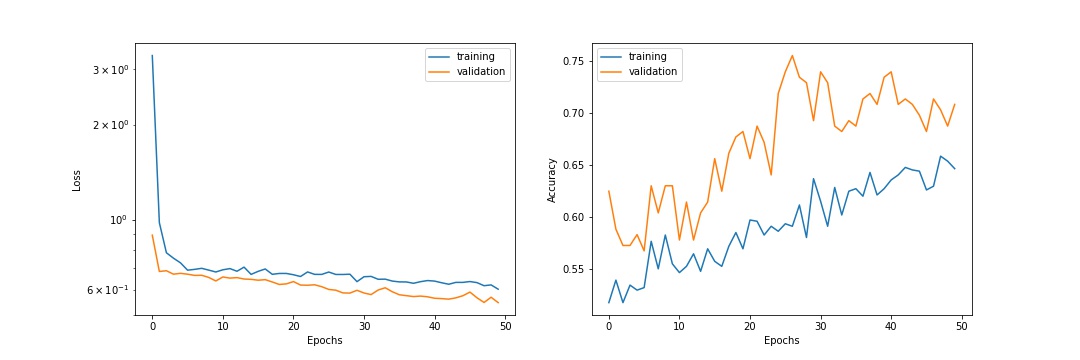 training
validation
3 × 10⁰
2 × 10⁰
10⁰
6 × 10⁻¹
Loss
0 10 20 30 40 50
Epochs
training
validation
0.75
0.70
0.65
0.60
0.55
Accuracy
0 10 20 30 40 50
Epochs